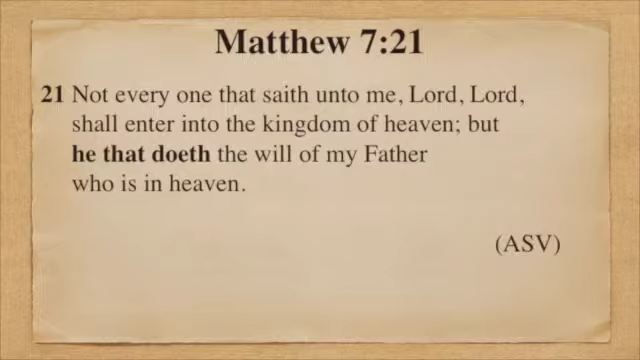 Matthew 7:21
21 Not every one that saith unto me, Lord, Lord,
shall enter into the kingdom of heaven; but
he that doeth the will of my Father
who is in heaven.
(ASV)